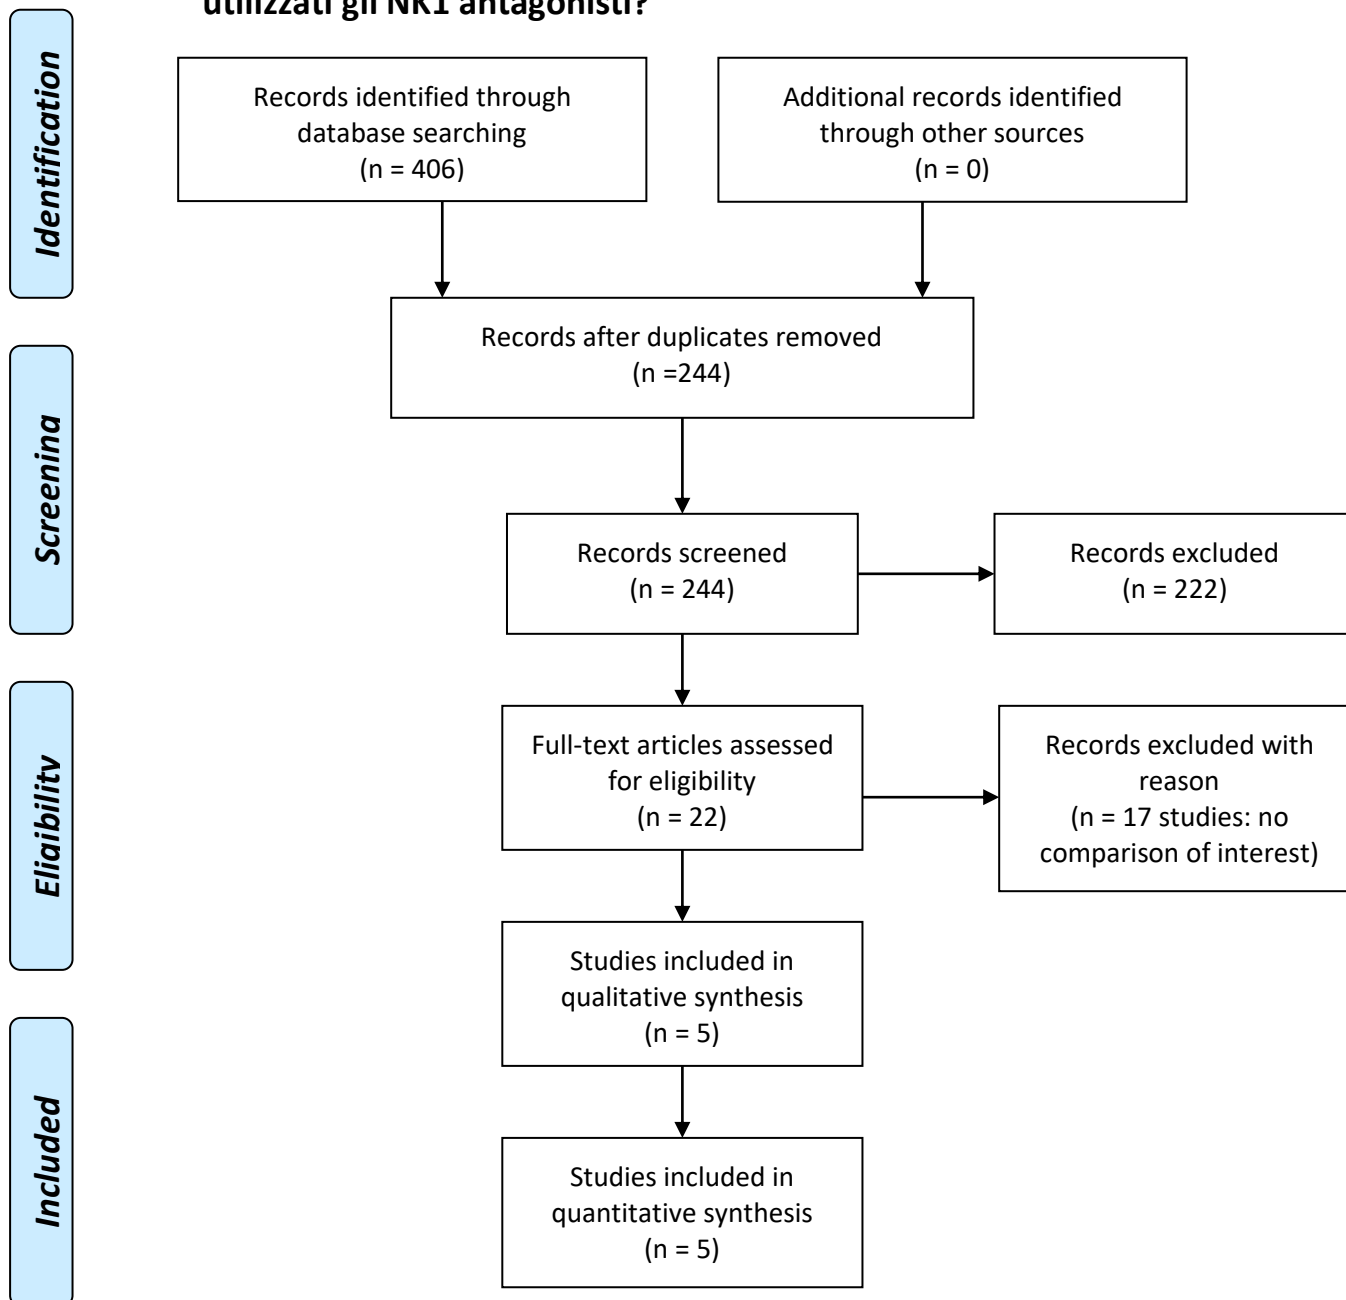 utilizzati gli NK1 antagonisti?
Identification
Records identified through
database searching
(n = 406)
Additional records identified
through other sources
(n = 0)
Records after duplicates removed
(n =244)
Screening
Records screened
(n = 244)
Records excluded
(n = 222)
Eligibility
Full-text articles assessed
for eligibility
(n = 22)
Records excluded with
reason
(n = 17 studies: no
comparison of interest)
Studies included in
qualitative synthesis
(n = 5)
Included
Studies included in
quantitative synthesis
(n = 5)